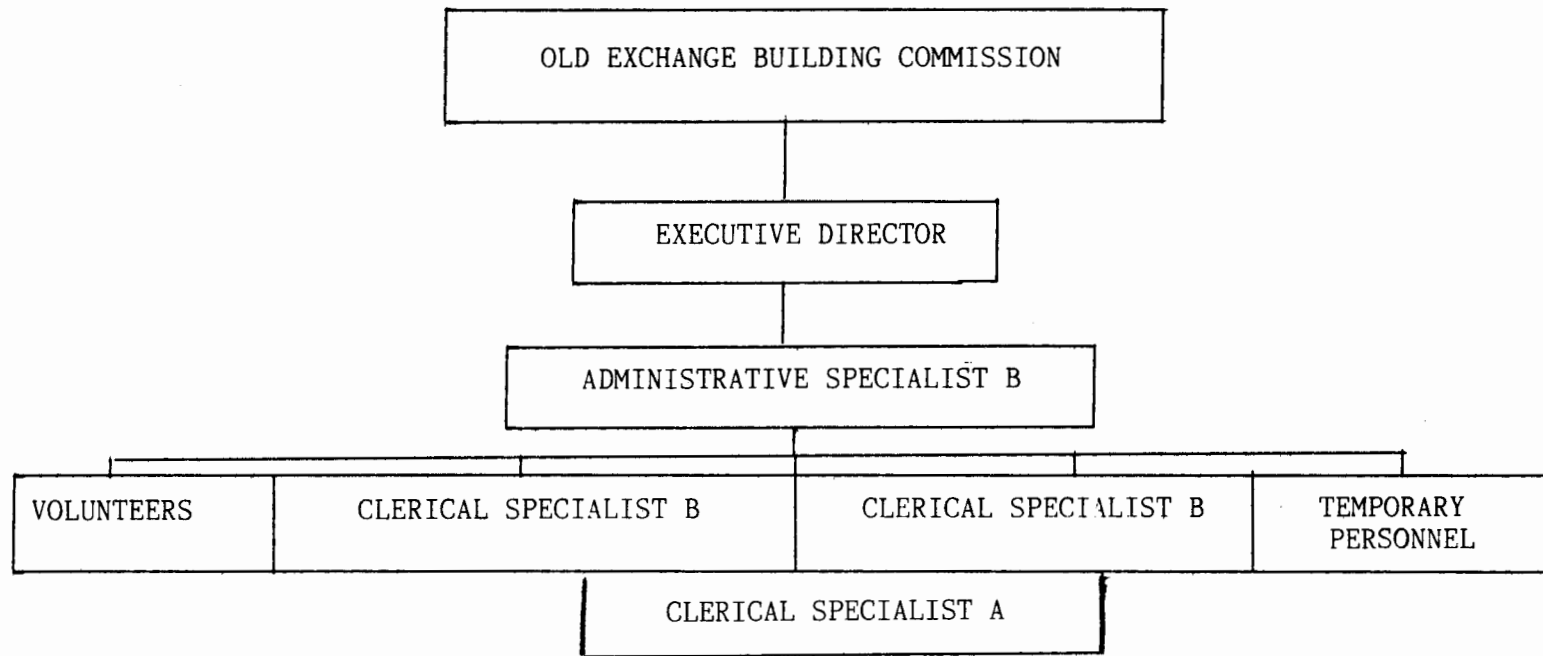 OLD EXCHANGE BUILDING COMMISSION
EXECUTIVE DIRECTOR
ADMINISTRATIVE SPECIALIST B
VOLUNTEERS
CLERICAL SPECIALIST B
CLERICAL SPECIALIST B
TEMPORARY
PERSONNEL
CLERICAL SPECIALIST A